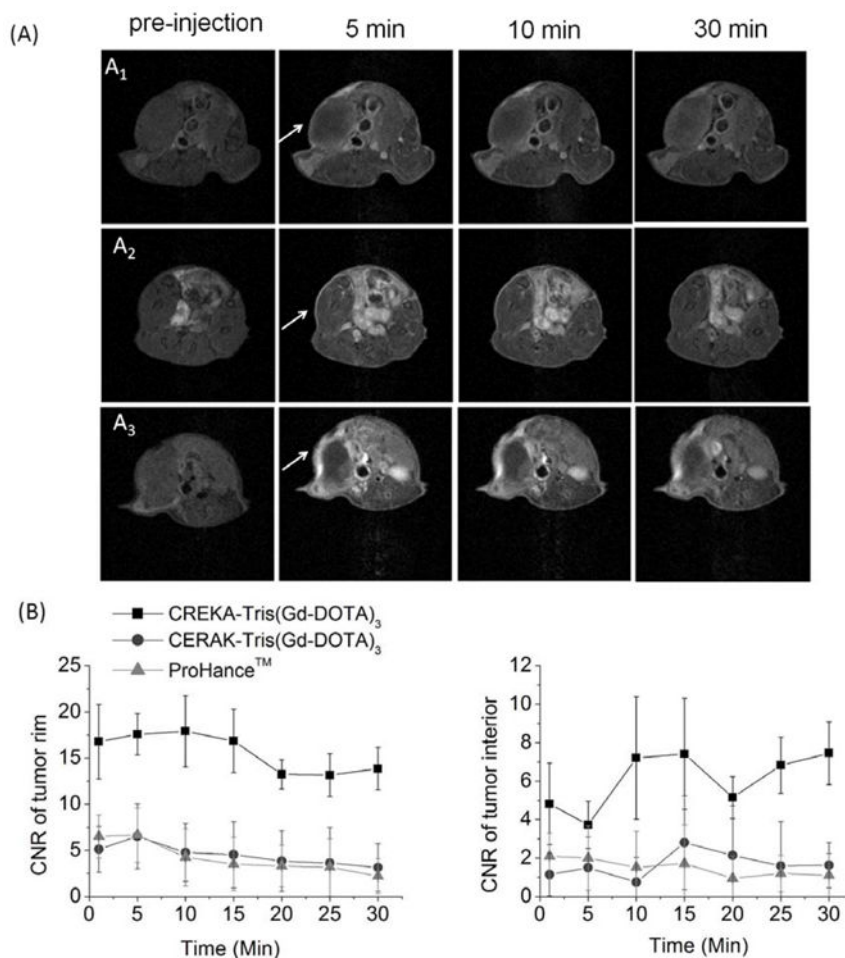 (A)
pre-injection 5 min 10 min 30 min
A1
A2
A3
(B)
CREKA-Tris(Gd-DOTA)3
CERAK-Tris(Gd-DOTA)3
ProHance™
CNR of tumor rim
25
20
15
10
5
0
0 5 10 15 20 25 30
Time (Min)
CNR of tumor interior
12
10
8
6
4
2
0
0 5 10 15 20 25 30
Time (Min)